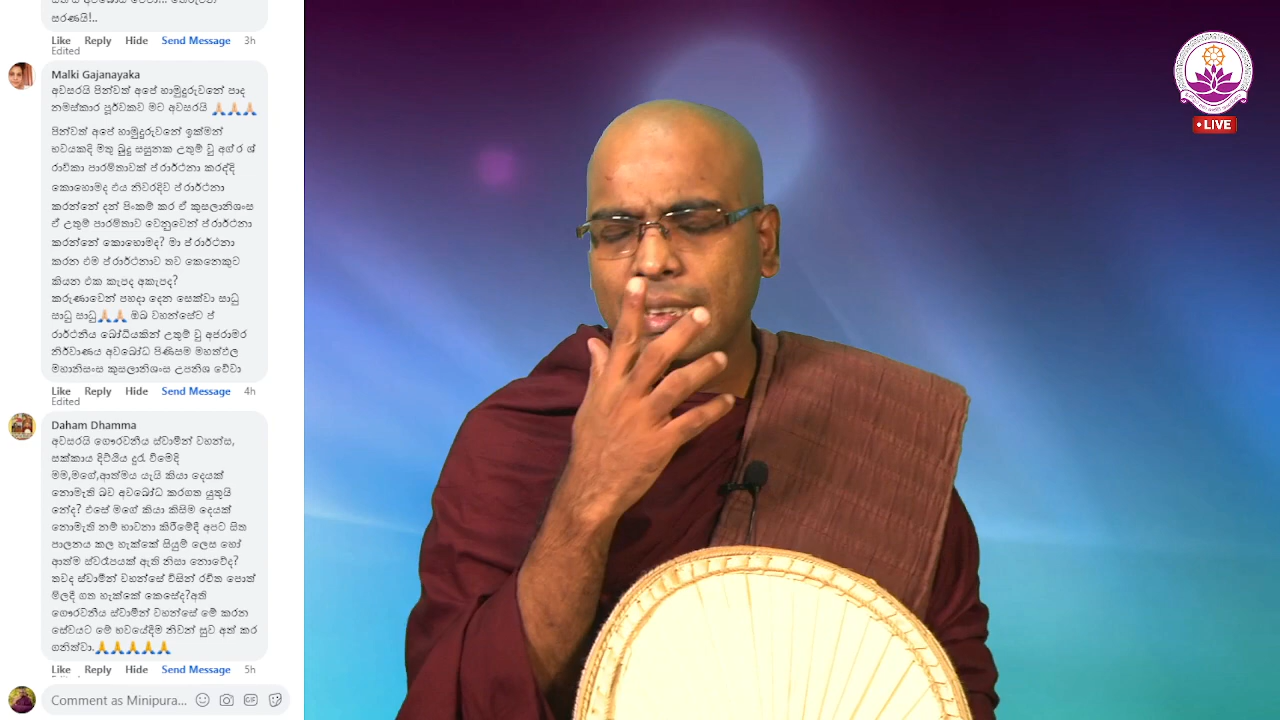 සරණයි!..
Like Reply Hide Send Message 3h
Edited
Malki Gajanayaka
අවසරයි පින්වත් අපේ හාමුදුරුවනේ පාද
නමස්කාර පූර්වකව මට අවසරයි 🙏🙏🙏
පින්වත් අපේ හාමුදුරුවනේ ඉක්මන්
භවයකදි මතු බුදු සසුනක උතුම් වු අග්ර ශ්
රාවිකා පාරමිතාවක් ප්රාර්ථනා කරද්දි
කොහොමද එය නිවරදිව ප්රාර්ථනා
කරන්නේ දන් පිංකම් කර ඒ කුසලානිශංස
ඒ උතුම් පාරමිතාව වෙනුවෙන් ප්රාර්ථනා
කරන්නේ කොහොමද? මා ප්රාර්ථනා
කරන එම ප්රාර්ථනාව තව කෙනෙකුට
කියන එක කැපද අකැපද?
කරුණාවෙන් පහදා දෙන සෙක්වා සාධු
සාධු සාධු🙏🙏 ඔබ වහන්සේට ප්
රාර්ථනීය බෝධියකින් උතුම් වු අජරාමර
නිර්වාණය අවබෝධ පිණිසම මහත්ඵල
මහානිසංස කුසලානිශංස උපනිශ වේවා
Like Reply Hide Send Message 4h
Edited
Daham Dhamma
අවසරයි ගෞරවනීය ස්වාමීන් වහන්ස,
සක්කාය දිට්යිය දුරැ වීමෙදි
මම,මගේ,ආත්මය යැයි කියා දෙයක්
නොමැති බව අවබෝධ කරගත යුතුයි
නේද? එසේ මගේ කියා කිසිම දෙයක්
නොමැති නම් භාවනා කිරීමේදී අපට සිත
පාලනය කල හැක්කේ සියුම් ලෙස හෝ
ආත්ම ස්වරෑපයක් ඇති නිසා නොවේද?
තවද ස්වාමීන් වහන්සේ විසින් රචිත පොත්
මිලදී ගත හැක්කේ කෙසේද?අති
ගෞරවනීය ස්වාමීන් වහන්සේ මේ කරන
සේවයට මේ භවයේදීම නිවන් සුව අත් කර
ගනිත්වා.🙏🙏🙏🙏🙏
Like Reply Hide Send Message 5h
Comment as Minipura...
GIF
LIVE